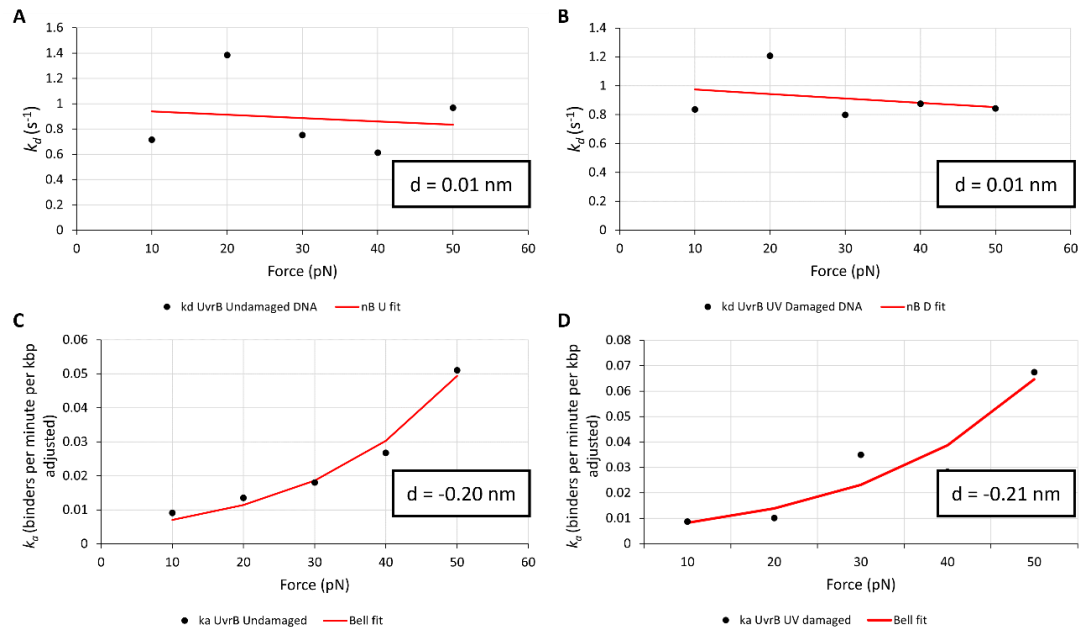 A
k_d (s⁻¹)
1.6
1.4
1.2
1
0.8
0.6
0.4
0.2
0
0 10 20 30 40 50 60
Force (pN)
d = 0.01 nm
kd UvrB Undamaged DNA nB U fit
B
k_d (s⁻¹)
1.4
1.2
1
0.8
0.6
0.4
0.2
0
0 10 20 30 40 50 60
Force (pN)
d = 0.01 nm
kd UvrB UV Damaged DNA nB D fit
C
k_a (binders per minute per kbp
adjusted)
0.06
0.05
0.04
0.03
0.02
0.01
0
0 10 20 30 40 50 60
Force (pN)
d = -0.20 nm
ka UvrB Undamaged Bell fit
D
k_a (binders per minute per kbp
adjusted)
0.08
0.07
0.06
0.05
0.04
0.03
0.02
0.01
0
10 20 30 40 50
Force (pN)
d = -0.21 nm
ka UvrB UV damaged Bell fit